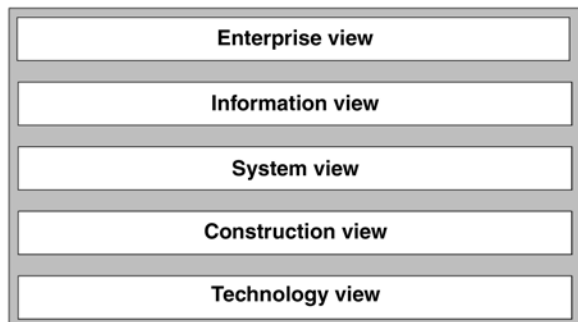 Enterprise view
Information view
System view
Construction view
Technology view